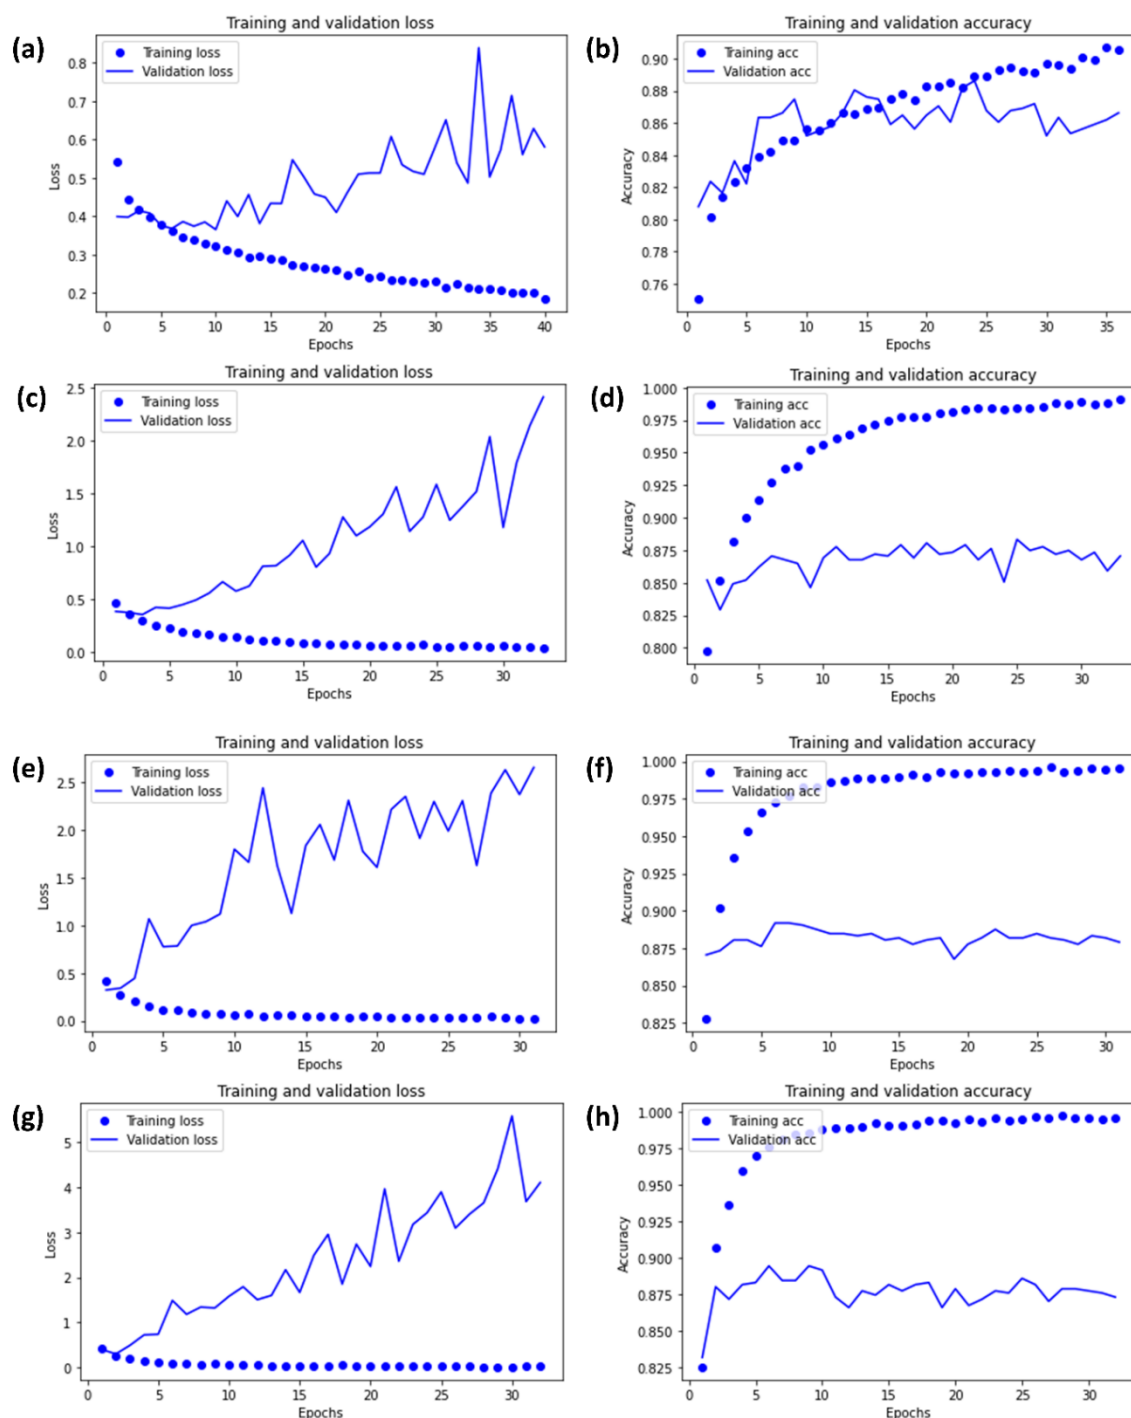 (a)
Training and validation loss
Training loss
Validation loss
Loss
0.8
0.7
0.6
0.5
0.4
0.3
0.2
0 5 10 15 20 25 30 35 40
Epochs
(b)
Training and validation accuracy
Training acc
Validation acc
Accuracy
0.90
0.88
0.86
0.84
0.82
0.80
0.78
0.76
0 5 10 15 20 25 30 35
Epochs
(c)
Training and validation loss
Training loss
Validation loss
Loss
2.5
2.0
1.5
1.0
0.5
0.0
0 5 10 15 20 25 30
Epochs
(d)
Training and validation accuracy
Training acc
Validation acc
Accuracy
1.000
0.975
0.950
0.925
0.900
0.875
0.850
0.825
0.800
0 5 10 15 20 25 30
Epochs
(e)
Training and validation loss
Training loss
Validation loss
Loss
2.5
2.0
1.5
1.0
0.5
0.0
0 5 10 15 20 25 30
Epochs
(f)
Training and validation accuracy
Training acc
Validation acc
Accuracy
1.000
0.975
0.950
0.925
0.900
0.875
0.850
0.825
0 5 10 15 20 25 30
Epochs
(g)
Training and validation loss
Training loss
Validation loss
Loss
5
4
3
2
1
0
0 5 10 15 20 25 30
Epochs
(h)
Training and validation accuracy
Training acc
Validation acc
Accuracy
1.000
0.975
0.950
0.925
0.900
0.875
0.850
0.825
0 5 10 15 20 25 30
Epochs